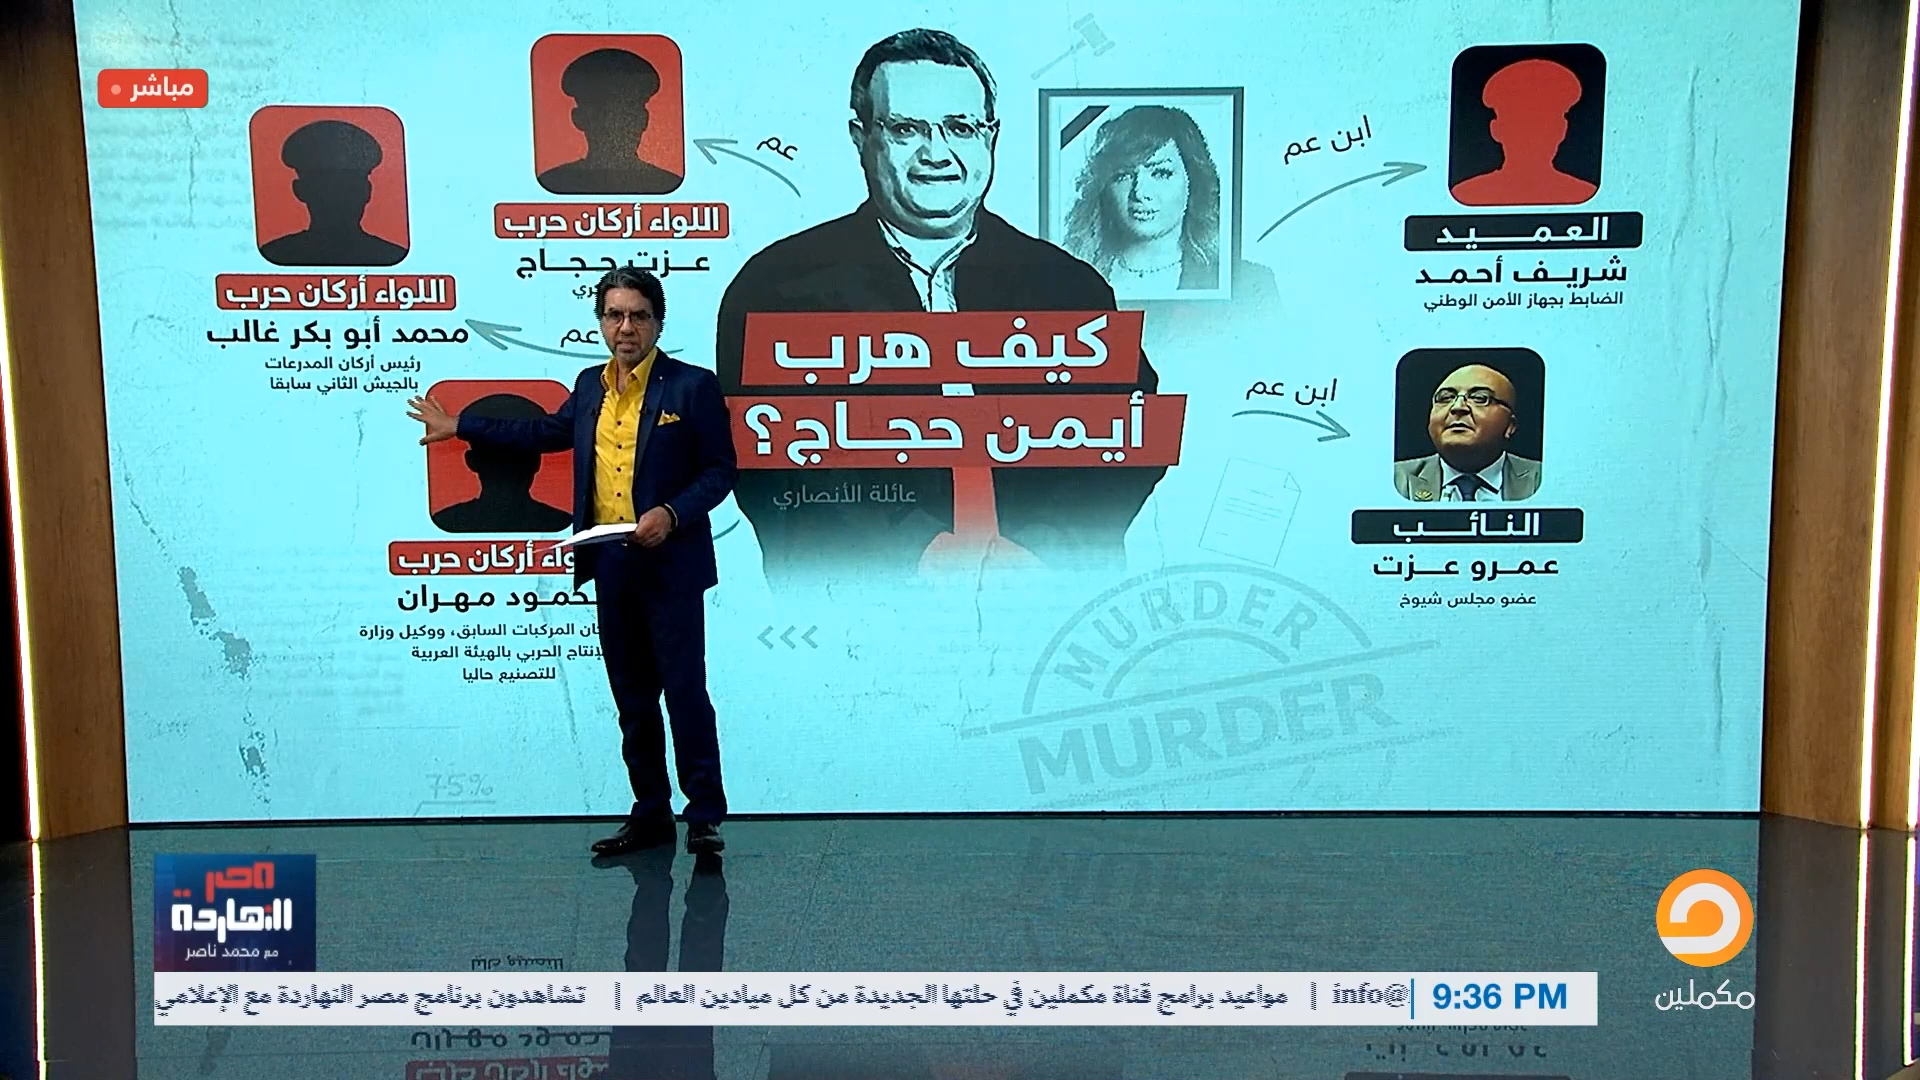 مباشر
عم
اللواء أركان حرب
عزت حجاج
اللواء أركان حرب
محمد أبو بكر غالب
رئيس أركان المدرعات
بالجيش الثاني سابقا
عم
أركان حرب
مهران
المركبات السابق، ووكيل وزارة
الحربي بالهيئة العربية
للتصنيع حاليا
كيف هرب
أيمن حجاج؟
عائلة الأنصاري
ابن عم
العميد
شريف أحمد
الضابط بجهاز الأمن الوطني
ابن عم
النائب
عمرو عزت
عضو مجلس شيوخ
MURDER
MURDER
75%
مصر
النهاردة
مع محمد ناصر
مكملين
9:36 PM
info@ | مواعيد برامج قناة مكملين في حلتها الجديدة من كل ميادين العالم | تشاهدون برنامج مصر النهاردة مع الإعلامي